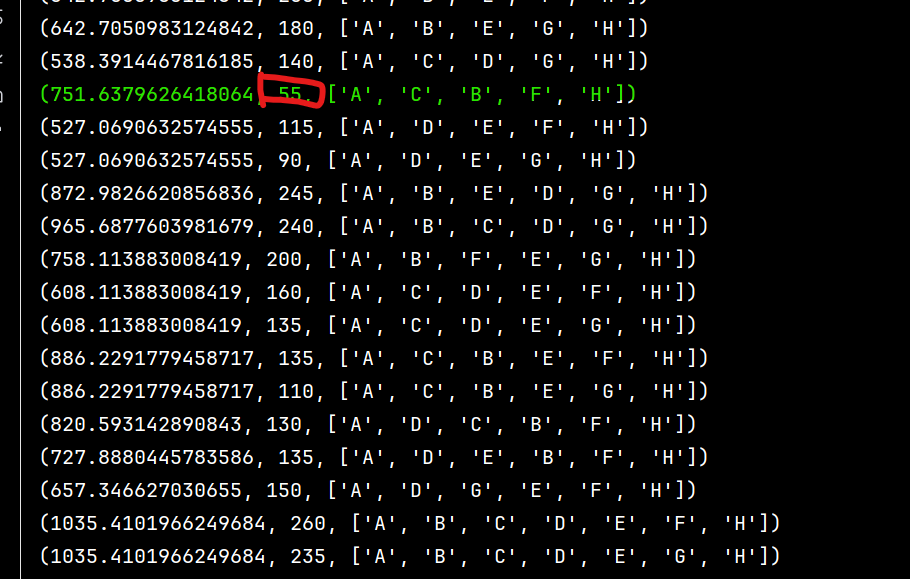 (642.7050983124842, 180, ['A', 'B', 'E', 'G', 'H'])
(538.3914467816185, 140, ['A', 'C', 'D', 'G', 'H'])
(751.6379626418064, 55, ['A', 'C', 'B', 'F', 'H'])
(527.0690632574555, 115, ['A', 'D', 'E', 'F', 'H'])
(527.0690632574555, 90, ['A', 'D', 'E', 'G', 'H'])
(872.9826620856836, 245, ['A', 'B', 'E', 'D', 'G', 'H'])
(965.6877603981679, 240, ['A', 'B', 'C', 'D', 'G', 'H'])
(758.113883008419, 200, ['A', 'B', 'F', 'E', 'G', 'H'])
(608.113883008419, 160, ['A', 'C', 'D', 'E', 'F', 'H'])
(608.113883008419, 135, ['A', 'C', 'D', 'E', 'G', 'H'])
(886.2291779458717, 135, ['A', 'C', 'B', 'E', 'F', 'H'])
(886.2291779458717, 110, ['A', 'C', 'B', 'E', 'G', 'H'])
(820.593142890843, 130, ['A', 'D', 'C', 'B', 'F', 'H'])
(727.8880445783586, 135, ['A', 'D', 'E', 'B', 'F', 'H'])
(657.346627030655, 150, ['A', 'D', 'G', 'E', 'F', 'H'])
(1035.4101966249684, 260, ['A', 'B', 'C', 'D', 'E', 'F', 'H'])
(1035.4101966249684, 235, ['A', 'B', 'C', 'D', 'E', 'G', 'H'])